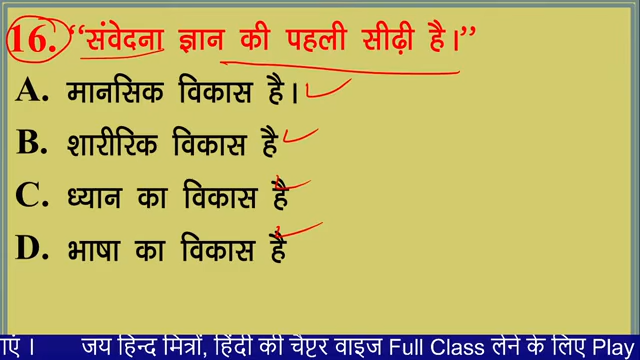 16. “संवेदना ज्ञान की पहली सीढ़ी है।”
A. मानसिक विकास है।
B. शारीरिक विकास है
C. ध्यान का विकास है
D. भाषा का विकास है
एं । जय हिन्द मित्रों, हिंदी की चैप्टर वाइज Full Class लेने के लिए Play